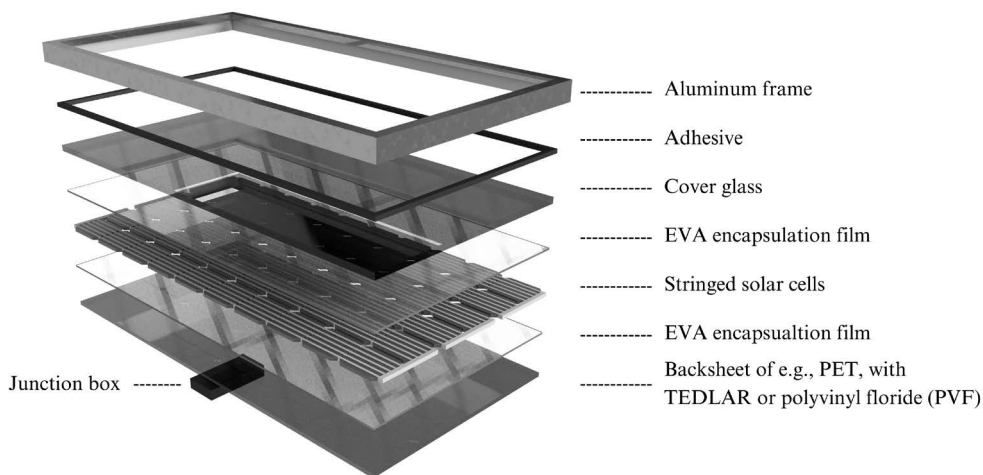 Aluminum frame
Adhesive
Cover glass
EVA encapsulation film
Stringed solar cells
EVA encapsualtion film
Backsheet of e.g., PET, with
TEDLAR or polyvinyl floride (PVF)
Junction box